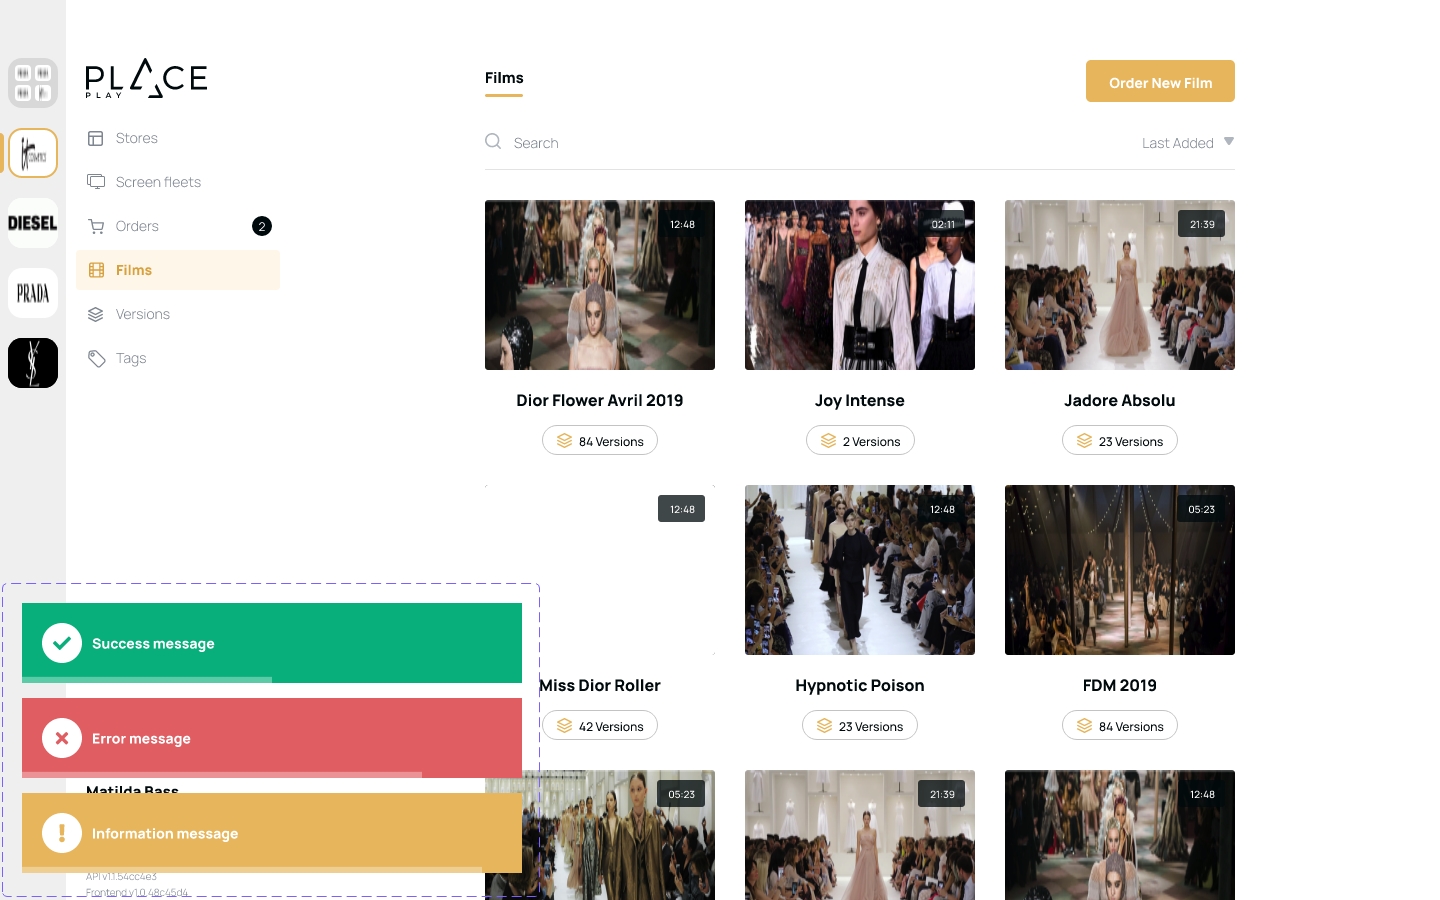 PLACE
PLAY
DIESEL
PRADA
YSL
Stores
Screen fleets
Orders
2
Films
Versions
Tags
Films
Order New Film
Search
Last Added
12:48
02:11
21:39
Dior Flower Avril 2019
Joy Intense
Jadore Absolu
84 Versions
2 Versions
23 Versions
12:48
12:48
05:23
Miss Dior Roller
Hypnotic Poison
FDM 2019
42 Versions
23 Versions
84 Versions
05:23
21:39
12:48
Success message
Error message
Matilda Bass
Information message
API v1.1.54cc4e3
Frontend v1.0.48c45d4